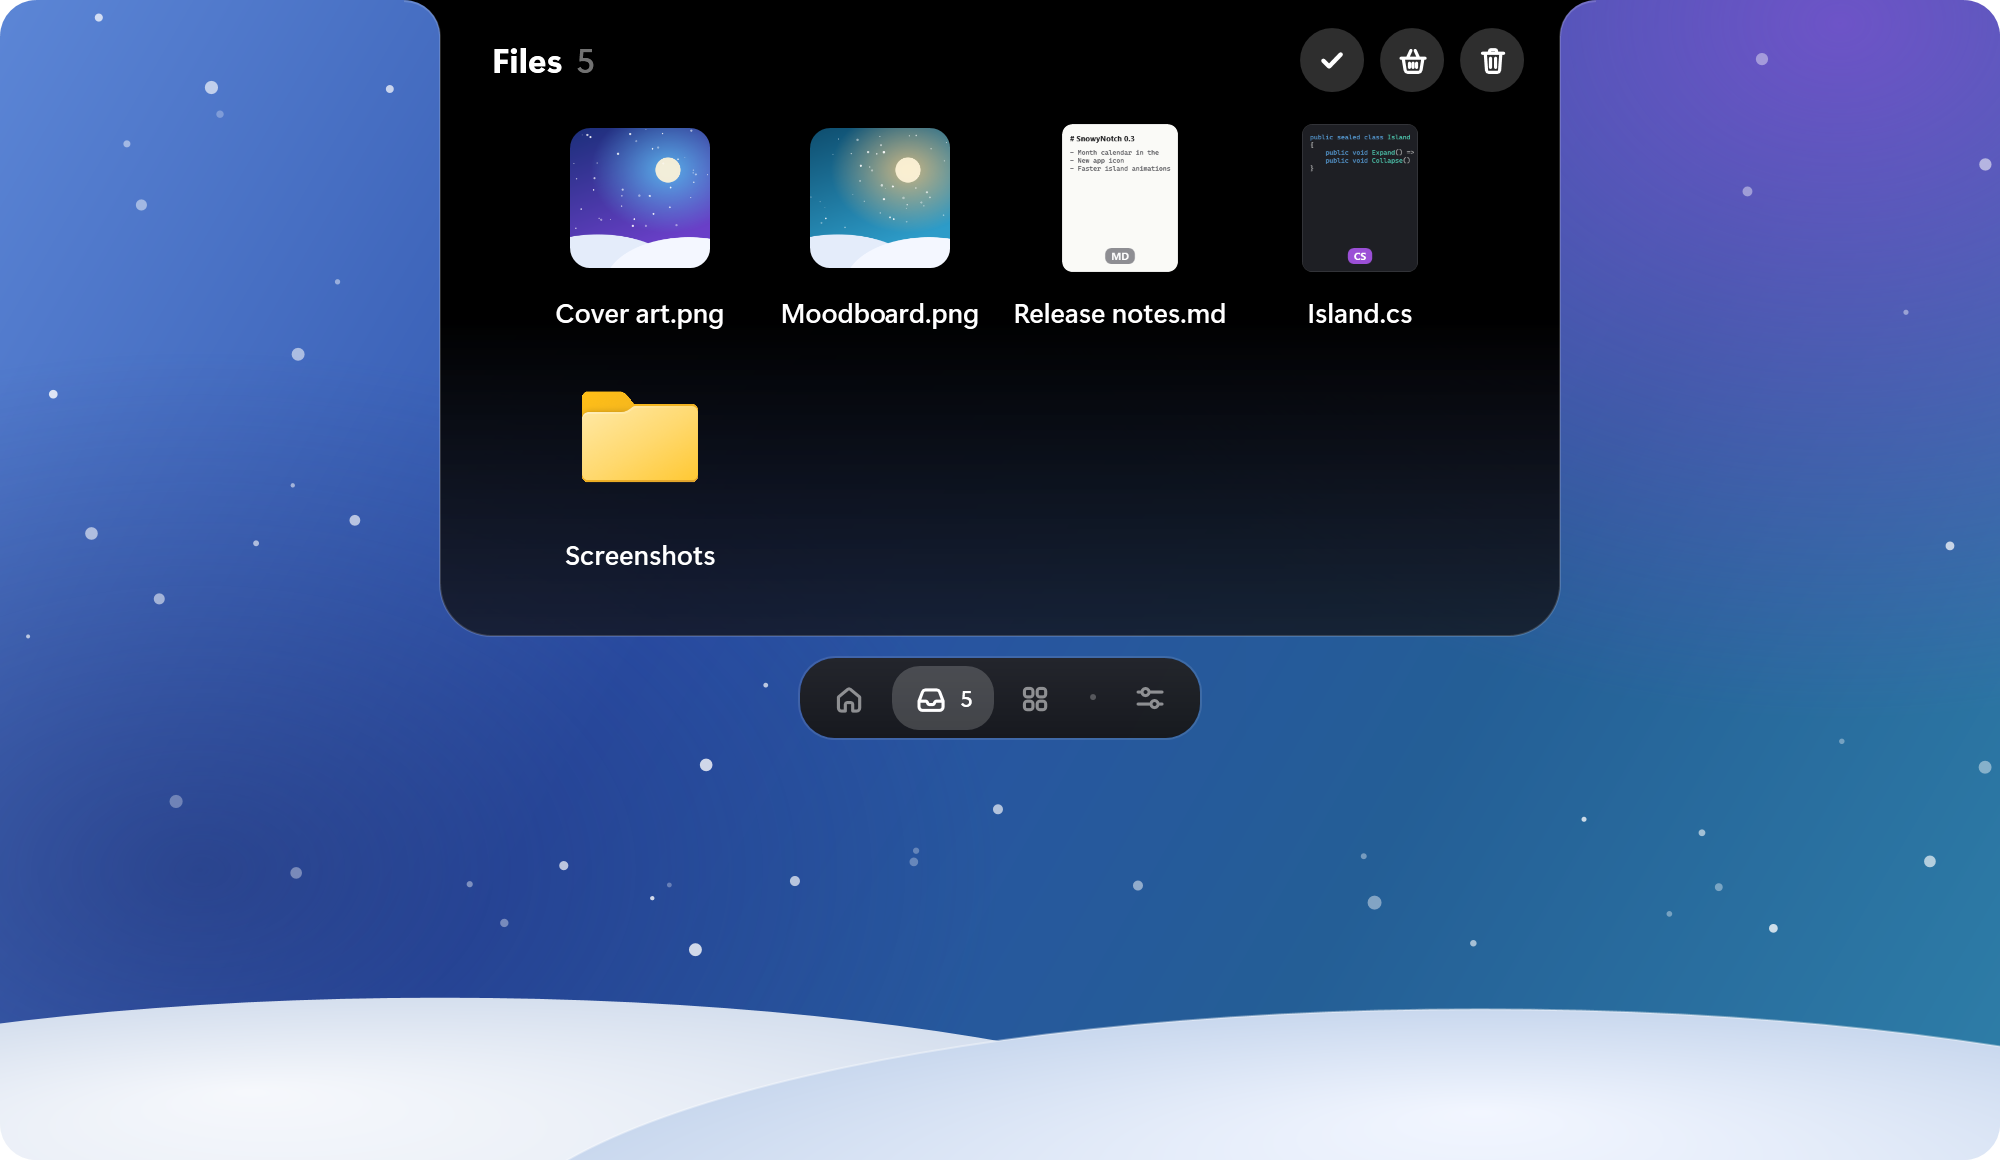 Files 5
# SnowyNotch 0.3
- Month calendar in the
- New app icon
- Faster island animations
MD
public sealed class Island
{
public void Expand() =>
public void Collapse()
}
CS
Cover art.png
Moodboard.png
Release notes.md
Island.cs
Screenshots
5